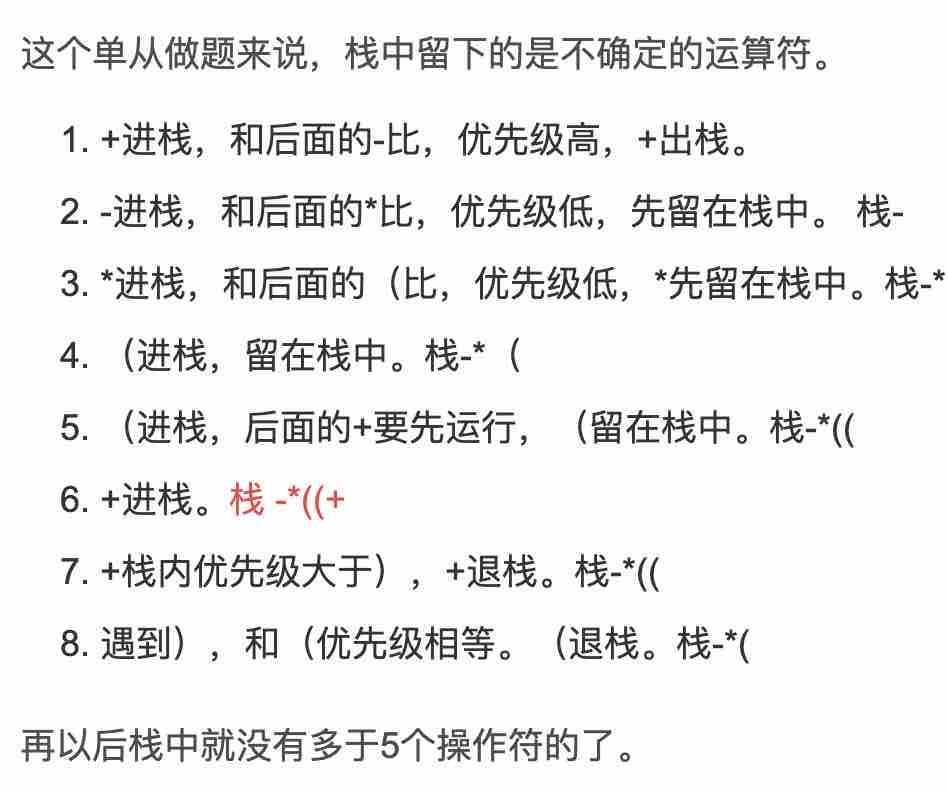 这个单从做题来说，栈中留下的是不确定的运算符。
1. +进栈，和后面的-比，优先级高，+出栈。
2. -进栈，和后面的*比，优先级低，先留在栈中。 栈-
3. *进栈，和后面的（比，优先级低，*先留在栈中。栈-*
4. （进栈，留在栈中。栈-*（
5. （进栈，后面的+要先运行，（留在栈中。栈-*((
6. +进栈。栈 -*((+
7. +栈内优先级大于），+退栈。栈-*((
8. 遇到），和（优先级相等。（退栈。栈-*(
再以后栈中就没有多于5个操作符的了。